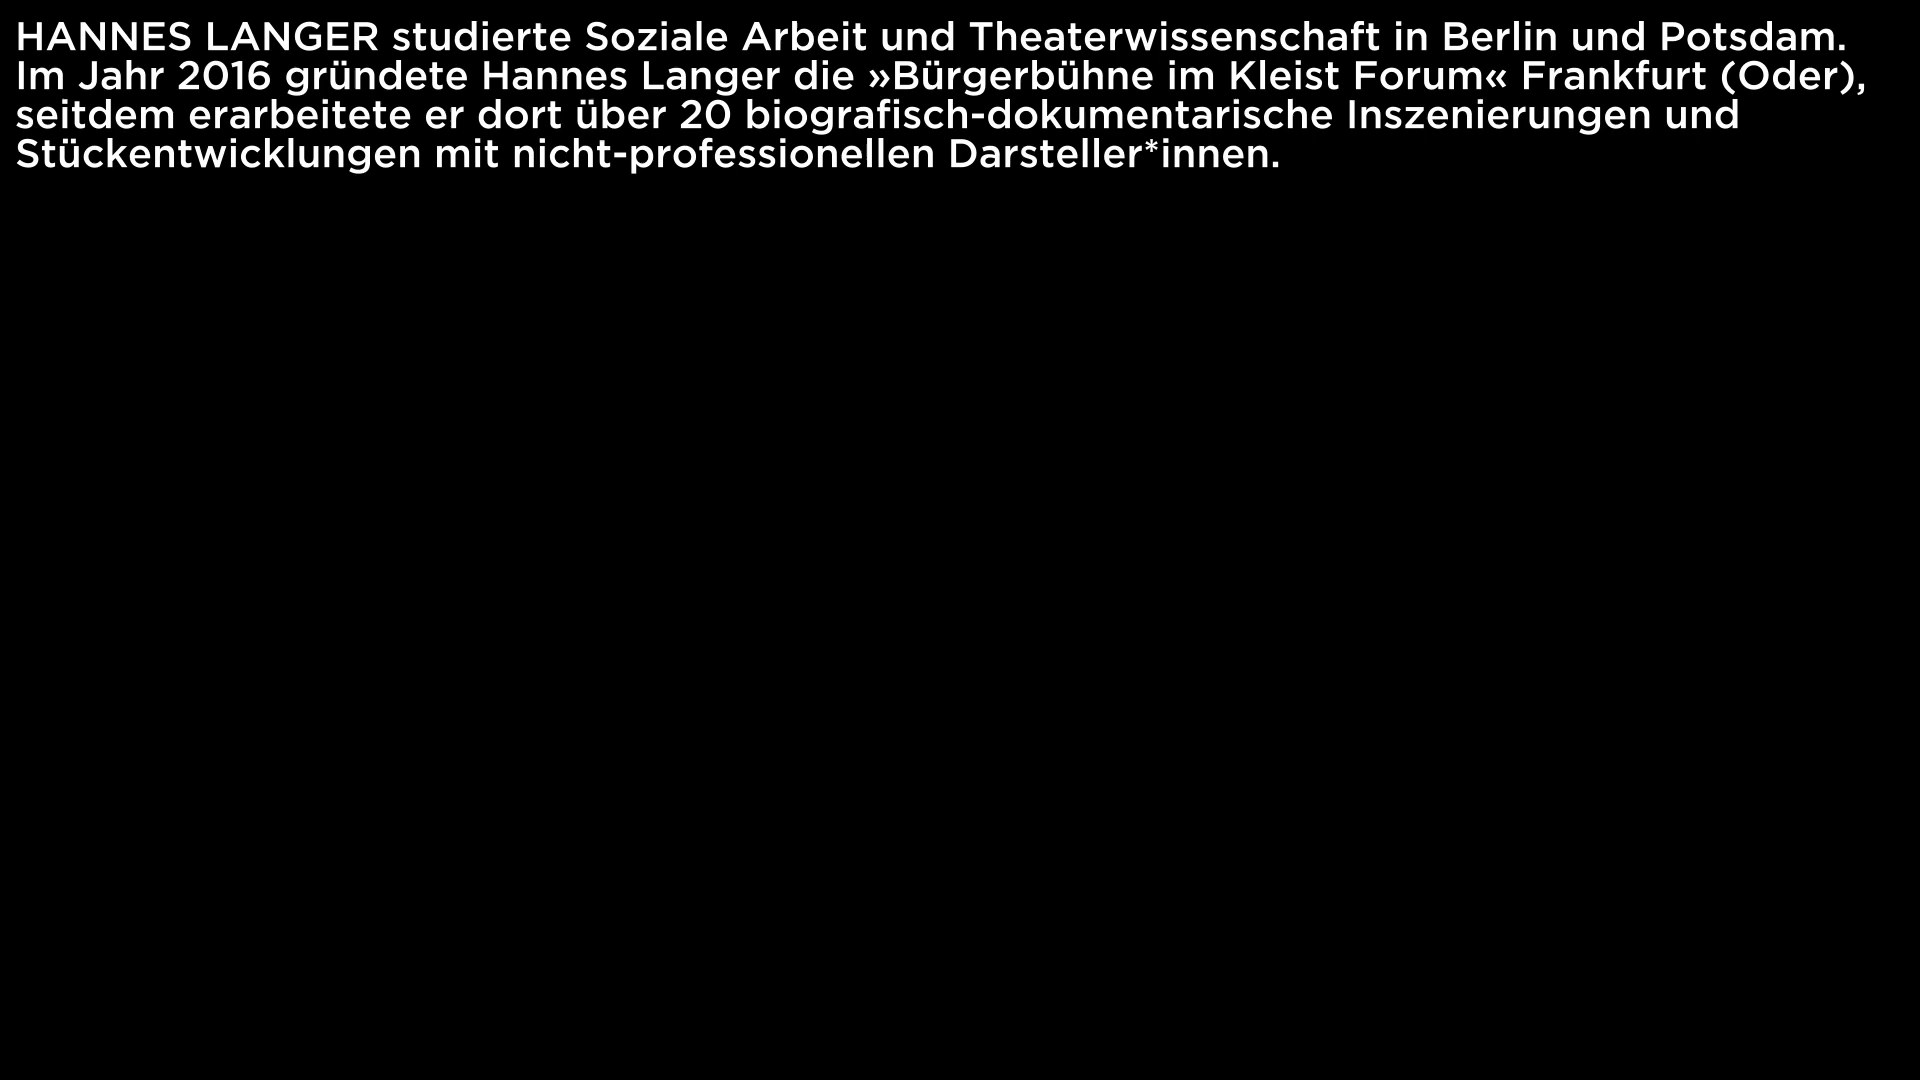 HANNES LANGER studierte Soziale Arbeit und Theaterwissenschaft in Berlin und Potsdam.
Im Jahr 2016 gründete Hannes Langer die »Bürgerbühne im Kleist Forum« Frankfurt (Oder),
seitdem erarbeitete er dort über 20 biografisch-dokumentarische Inszenierungen und
Stückentwicklungen mit nicht-professionellen Darsteller*innen.